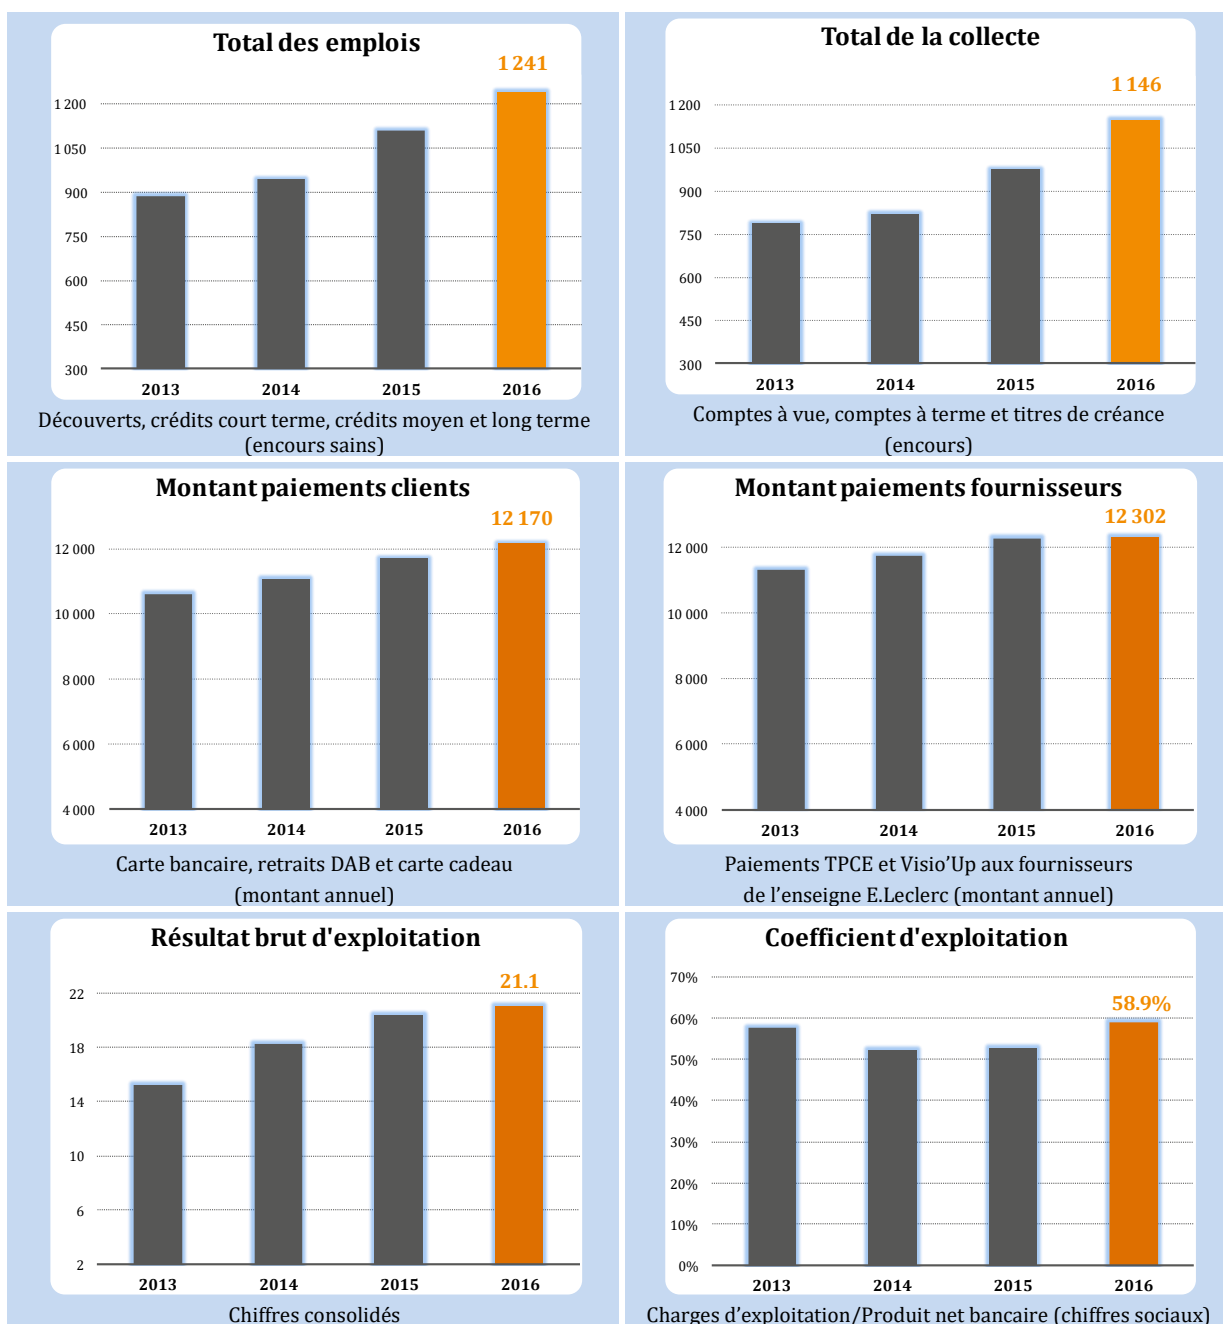 Total des emplois
1 241
1 200
1 050
900
750
600
450
300
2013 2014 2015 2016
Découverts, crédits court terme, crédits moyen et long terme
(encours sains)
Total de la collecte
1 146
1 200
1 050
900
750
600
450
300
2013 2014 2015 2016
Comptes à vue, comptes à terme et titres de créance
(encours)
Montant paiements clients
12 170
12 000
10 000
8 000
6 000
4 000
2013 2014 2015 2016
Carte bancaire, retraits DAB et carte cadeau
(montant annuel)
Montant paiements fournisseurs
12 302
12 000
10 000
8 000
6 000
4 000
2013 2014 2015 2016
Paiements TPCE et Visio’Up aux fournisseurs
de l’enseigne E.Leclerc (montant annuel)
Résultat brut d'exploitation
21.1
22
18
14
10
6
2
2013 2014 2015 2016
Chiffres consolidés
Coefficient d'exploitation
70%
58.9%
60%
50%
40%
30%
20%
10%
0%
2013 2014 2015 2016
Charges d’exploitation/Produit net bancaire (chiffres sociaux)